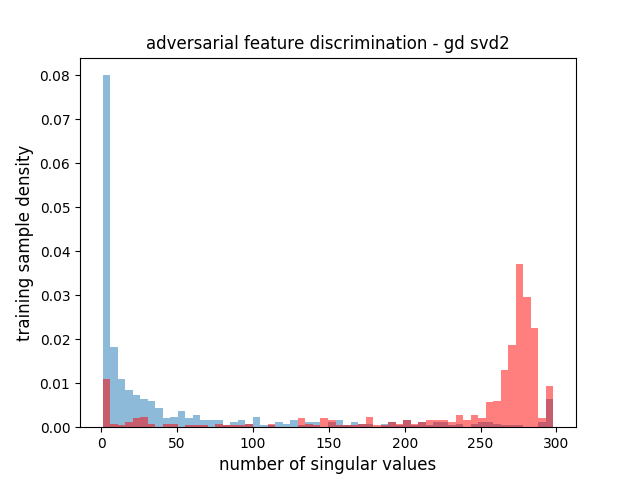 adversarial feature discrimination - gd svd2
0.08
0.07
0.06
0.05
0.04
0.03
0.02
0.01
0.00
training sample density
0 50 100 150 200 250 300
number of singular values